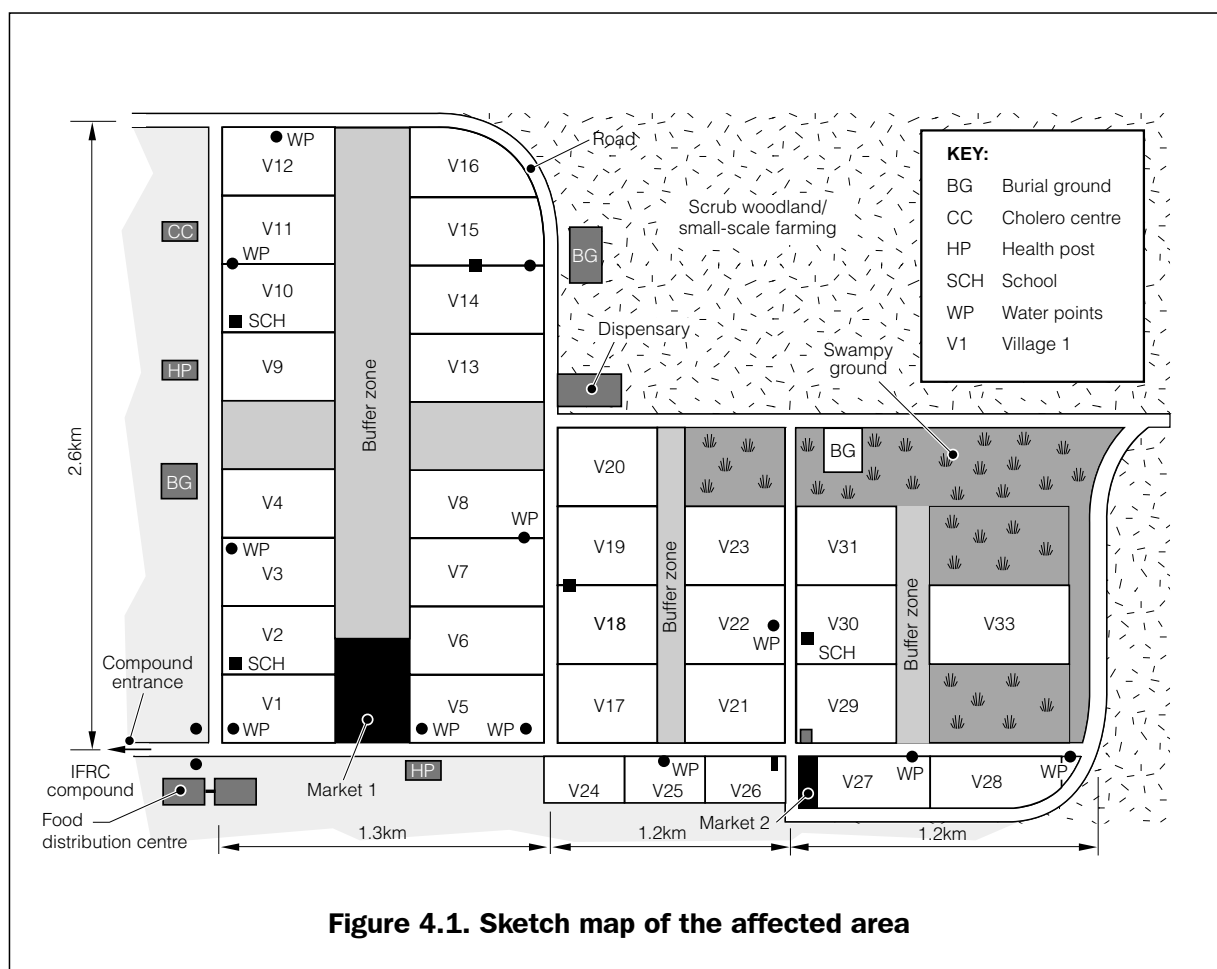 WP
V12
V16
Road
KEY:
BG Burial ground
CC Cholero centre
HP Health post
SCH School
WP Water points
V1 Village 1
Scrub woodland/
small-scale farming
CC
V11
V15
WP
BG
V10
V14
SCH
Buffer zone
Dispensary
HP
V9
V13
Swampy
ground
2.6km
BG
V4
V8
WP
V20
BG
WP
V3
V7
V19
Buffer zone
V23
V31
V2
SCH
V6
V18
V22
WP
V30
SCH
Buffer zone
V33
Compound
entrance
V1
WP
V5
WP
WP
V17
V21
V29
IFRC
compound
HP
Market 1
V24
WP
V25
V26
V27
WP
V28
WP
Food
distribution centre
Market 2
1.3km
1.2km
1.2km
Figure 4.1. Sketch map of the affected area